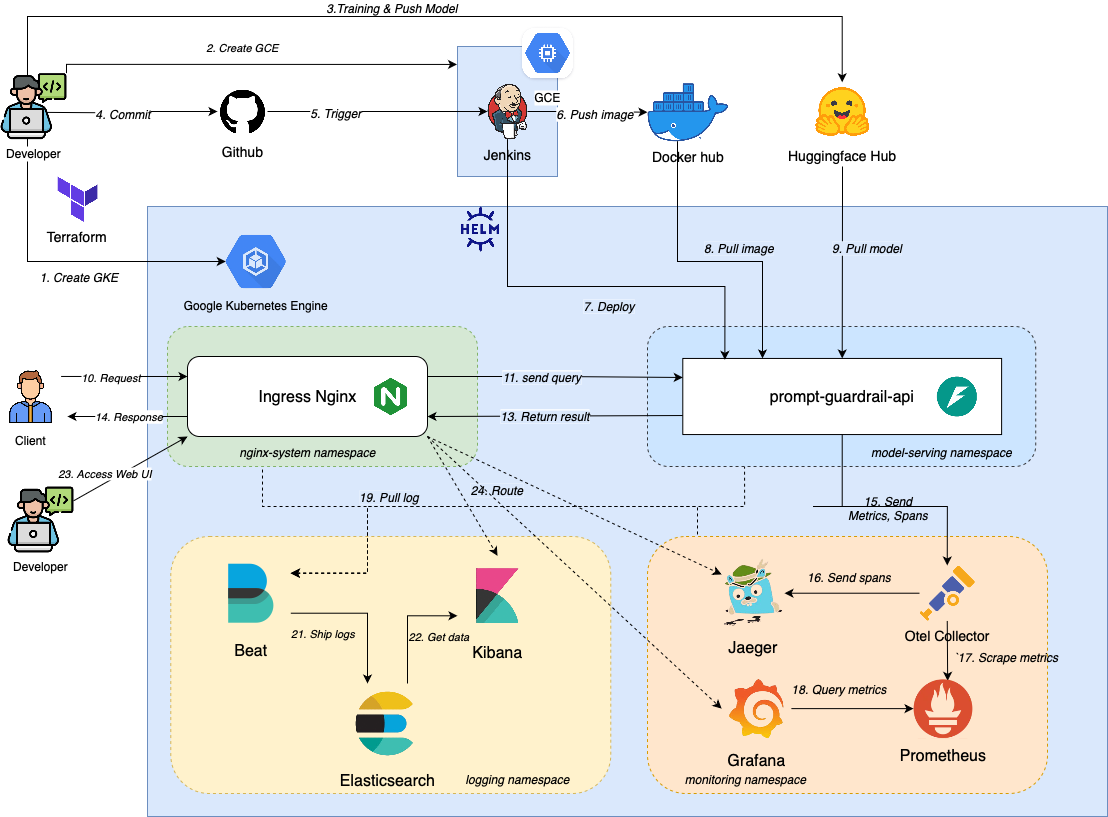 3.Training & Push Model
2. Create GCE
GCE
4. Commit
5. Trigger
6. Push image
Developer
Github
Jenkins
Docker hub
Huggingface Hub
Terraform
HELM
1. Create GKE
Google Kubernetes Engine
8. Pull image
9. Pull model
7. Deploy
10. Request
Ingress Nginx
11. send query
prompt-guardrail-api
14. Response
13. Return result
Client
nginx-system namespace
model-serving namespace
23. Access Web UI
24. Route
19. Pull log
15. Send
Metrics, Spans
Developer
16. Send spans
Beat
21. Ship logs
22. Get data
Kibana
Jaeger
Otel Collector
17. Scrape metrics
18. Query metrics
Elasticsearch
logging namespace
Grafana
Prometheus
monitoring namespace